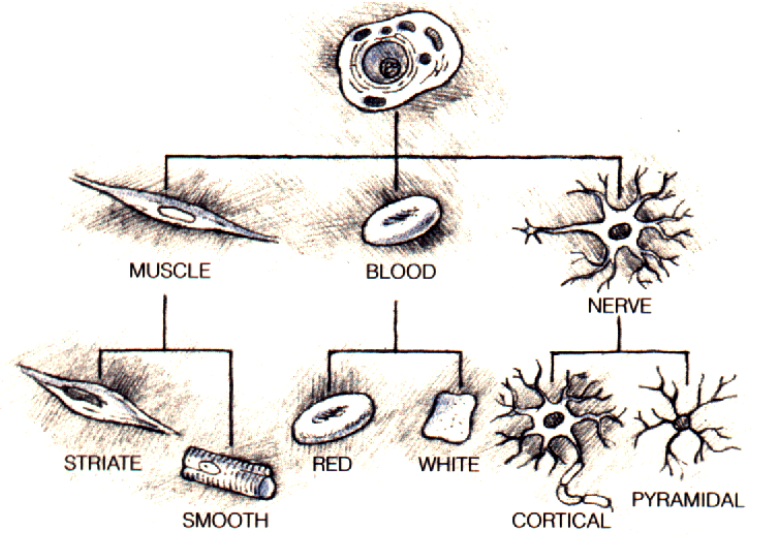 MUSCLE
BLOOD
NERVE
STRIATE
SMOOTH
RED
WHITE
CORTICAL
PYRAMIDAL